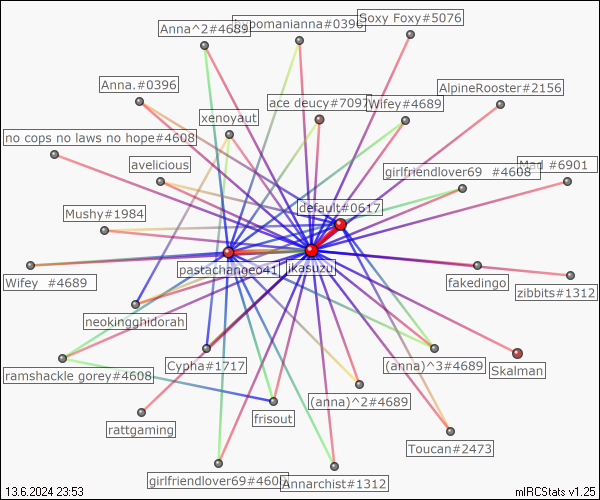 Soxy Foxy#5076
Anna^2#4689
pomanianna#0396
Anna.#0396
AlpineRooster#2156
ace deucy#7097
Wifey#4689
xenoyaut
no cops no laws no hope#4608
avelicious
girlfriendlover69 #4608
#6901
Mushy#1984
default#0617
pastachangeo41
ikasuzu
Wifey #4689
fakedingo
zibbits#1312
neokingghidorah
Cypha#1717
(anna)^3#4689
Skalman
ramshackle gorey#4608
(anna)^2#4689
frisout
rattgaming
Toucan#2473
girlfriendlover69#4608
Annarchist#1312
13.6.2024 23:53
mIRCStats v1.25